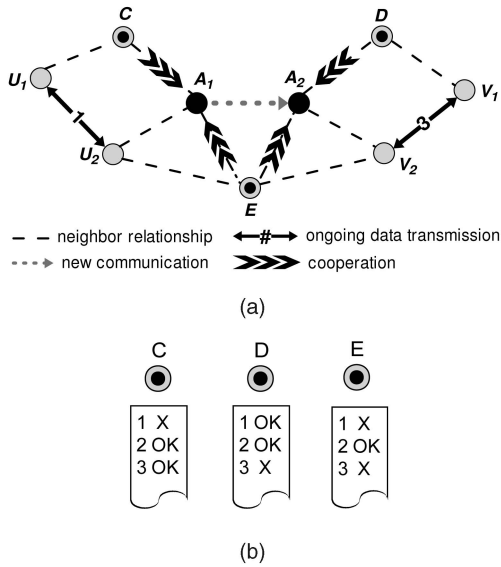 C
D
A1
A2
U1
V1
1
3
U2
V2
E
neighbor relationship
# ongoing data transmission
new communication
cooperation
(a)
C D E
1 X
2 OK
3 OK
1 OK
2 OK
3 X
1 X
2 OK
3 X
(b)